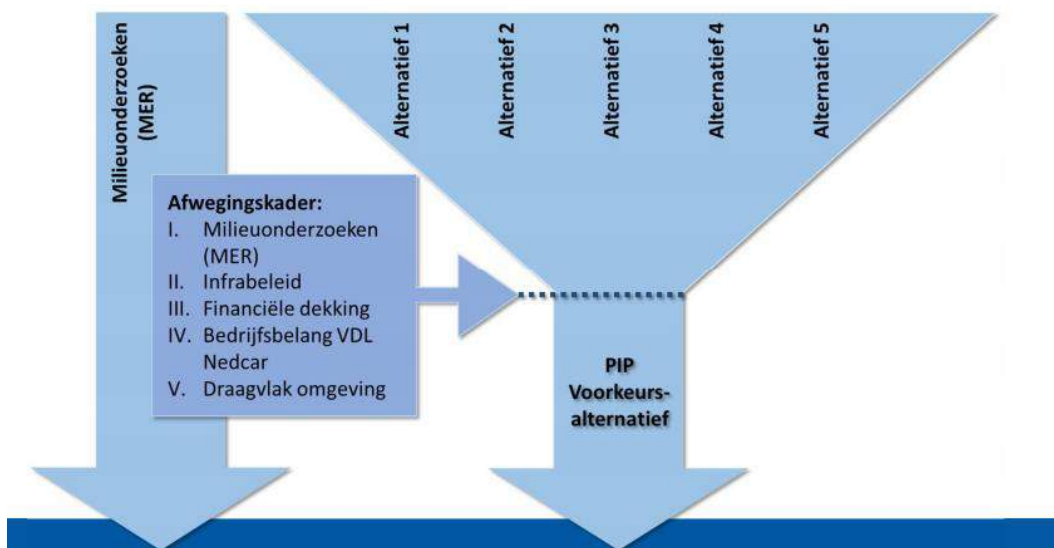 Milieuonderzoeken
(MER)
Alternatief 1
Alternatief 2
Alternatief 3
Alternatief 4
Alternatief 5
Afwegingskader:
I. Milieuonderzoeken
(MER)
II. Infrabeleid
III. Financiële dekking
IV. Bedrijfsbelang VDL
Nedcar
V. Draagvlak omgeving
PIP
Voorkeurs-
alternatief